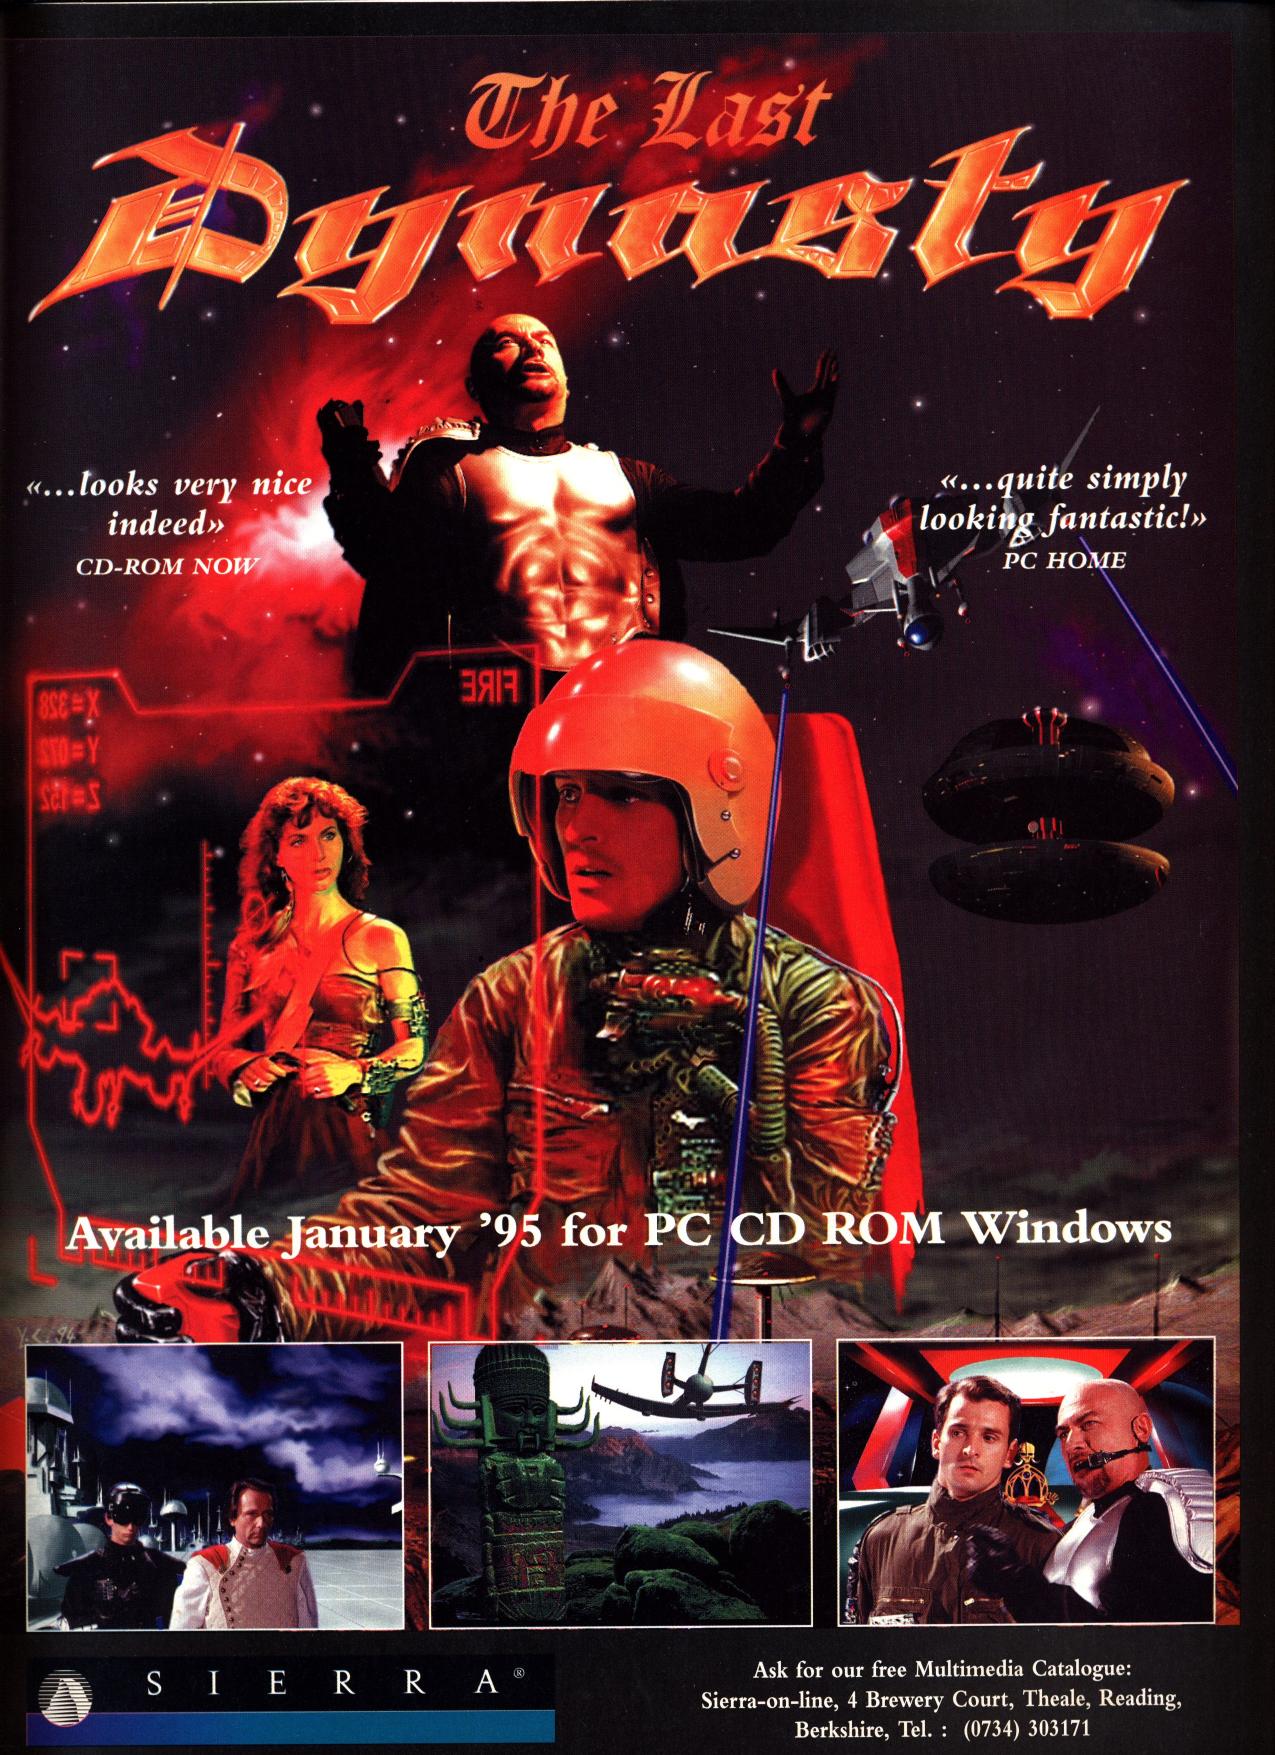 The Last
Dynasty
«...looks very nice
indeed»
CD-ROM NOW
«...quite simply
looking fantastic!»
PC HOME
FIRE
X=328
Y=072
Z=152
Available January ’95 for PC CD ROM Windows
Y.C. 94
SIERRA®
Ask for our free Multimedia Catalogue:
Sierra-on-line, 4 Brewery Court, Theale, Reading,
Berkshire, Tel. : (0734) 303171